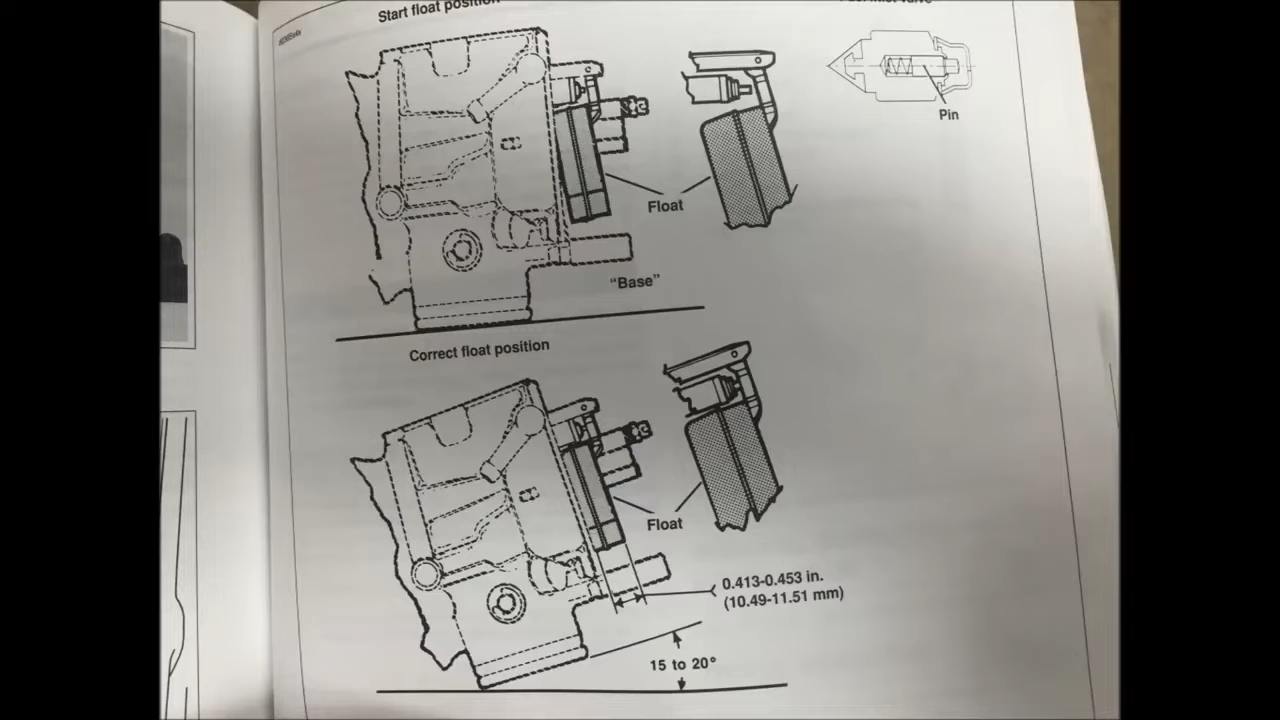 Start float position
Pin
Float
“Base”
Correct float position
Float
0.413-0.453 in.
(10.49-11.51 mm)
15 to 20°